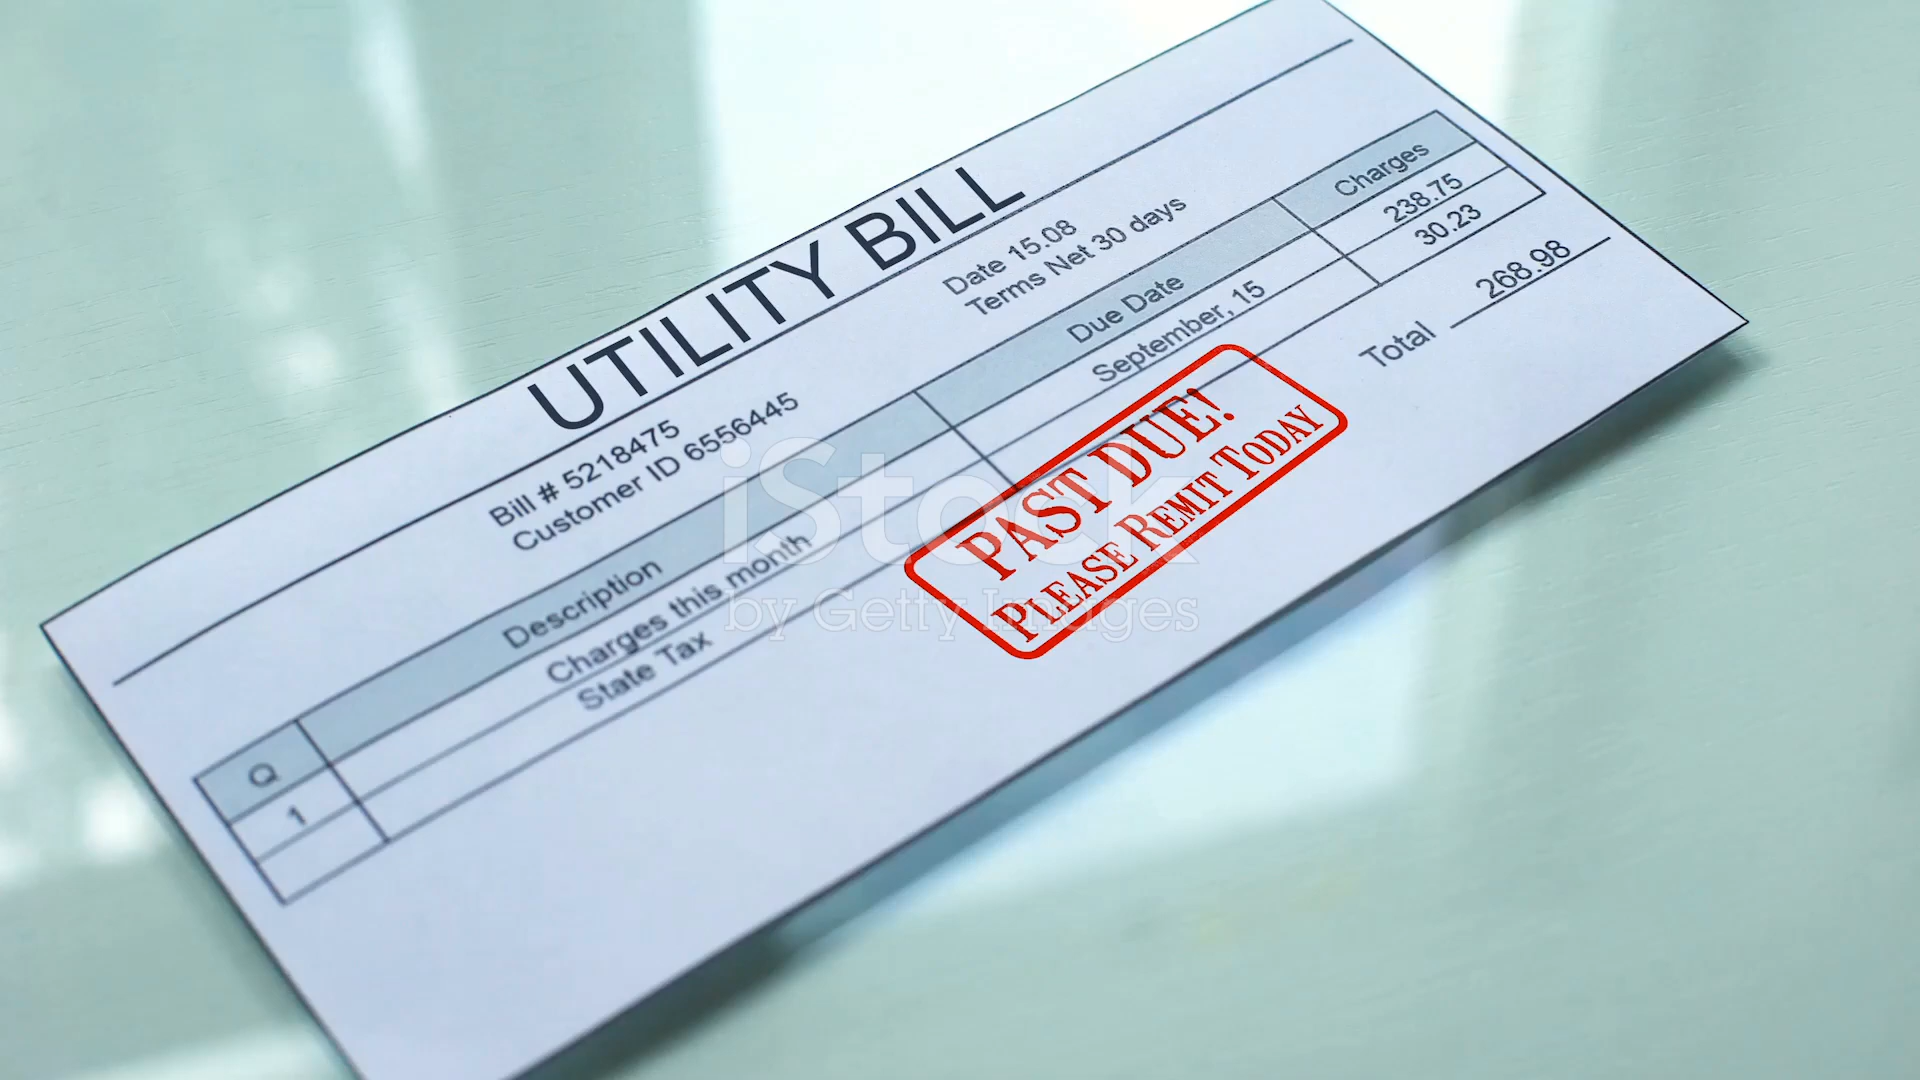 UTILITY BILL
Bill # 5218475
Customer ID 6556445
Date 15.08
Terms Net 30 days
Q Description Due Date Charges
1 Charges this month September, 15 238.75
State Tax 30.23
Total 268.98
PAST DUE!
PLEASE REMIT TODAY
iStock
by Getty Images